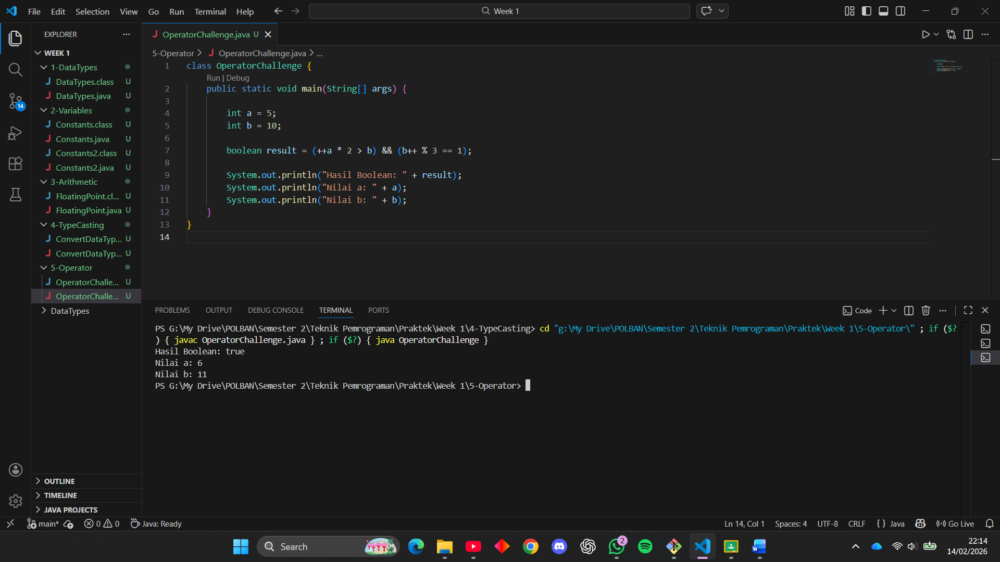 File Edit Selection View Go Run Terminal Help
Week 1
EXPLORER
WEEK 1
1-DataTypes
DataTypes.class U
DataTypes.java U
2-Variables
Constants.class U
Constants.java U
Constants2.class U
Constants2.java U
3-Arithmetic
FloatingPoint.cl... U
FloatingPoint.java U
4-TypeCasting
ConvertDataTyp... U
ConvertDataTyp... U
5-Operator
OperatorChalle... U
OperatorChalle... U
DataTypes
OUTLINE
TIMELINE
JAVA PROJECTS
14
J OperatorChallenge.java U
5-Operator > J OperatorChallenge.java > ...
1 class OperatorChallenge {
Run | Debug
2 public static void main(String[] args) {
3
4 int a = 5;
5 int b = 10;
6
7 boolean result = (++a * 2 > b) && (b++ % 3 == 1);
8
9 System.out.println("Hasil Boolean: " + result);
10 System.out.println("Nilai a: " + a);
11 System.out.println("Nilai b: " + b);
12 }
13 }
14
PROBLEMS OUTPUT DEBUG CONSOLE TERMINAL PORTS
Code
PS G:\My Drive\POLBAN\Semester 2\Teknik Pemrograman\Praktek\Week 1\4-TypeCasting> cd "g:\My Drive\POLBAN\Semester 2\Teknik Pemrograman\Praktek\Week 1\5-Operator\" ; if ($?
) { javac OperatorChallenge.java } ; if ($?) { java OperatorChallenge }
Hasil Boolean: true
Nilai a: 6
Nilai b: 11
PS G:\My Drive\POLBAN\Semester 2\Teknik Pemrograman\Praktek\Week 1\5-Operator>
main* 0 0 Java: Ready
Ln 14, Col 1 Spaces: 4 UTF-8 CRLF { } Java Go Live
Search
2
22:14
14/02/2026